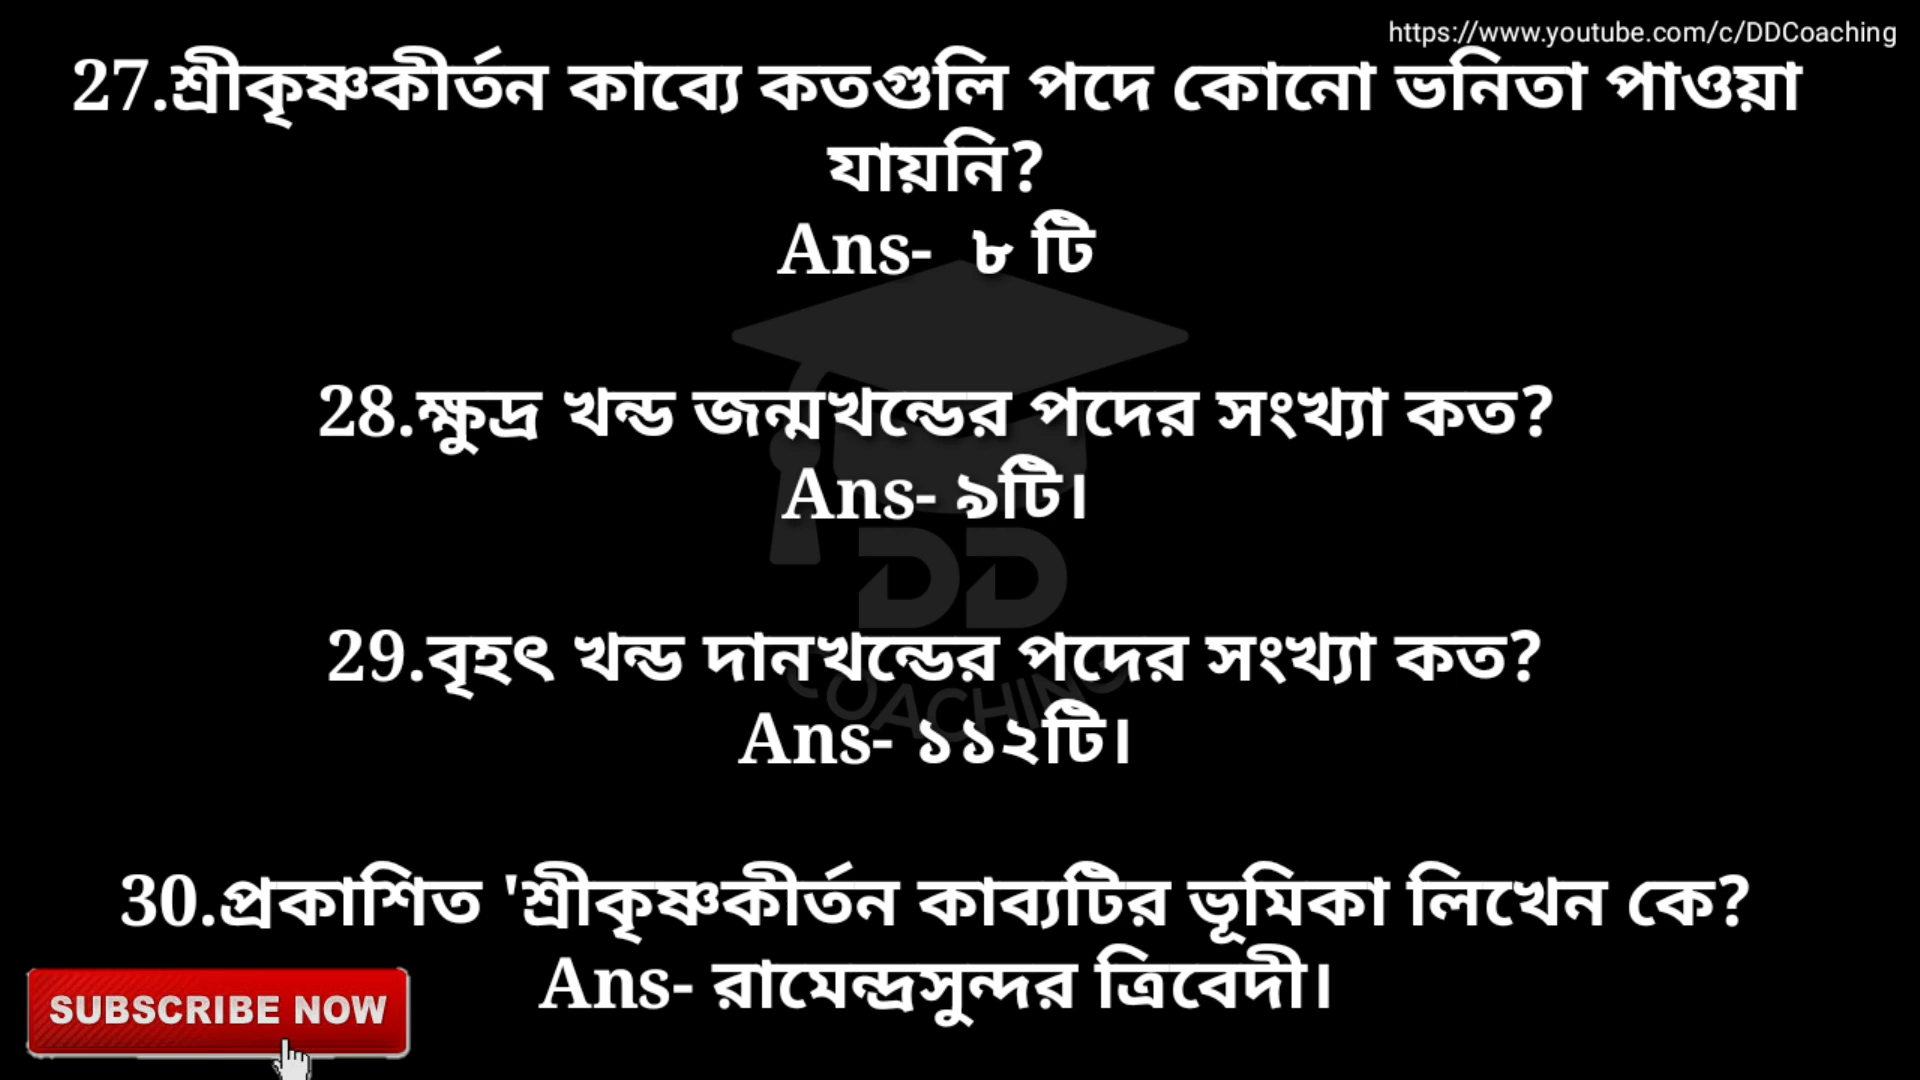 https://www.youtube.com/c/DDCoaching
27.শ্রীকৃষ্ণকীর্তন কাব্যে কতগুলি পদে কোনো ভনিতা পাওয়া
যায়নি?
Ans- ৮ টি
28.ক্ষুদ্র খন্ড জন্মখন্ডের পদের সংখ্যা কত?
Ans- ৯টি।
DD
29.বৃহৎ খন্ড দানখন্ডের পদের সংখ্যা কত?
COACHING
Ans- ১১২টি।
30.প্রকাশিত 'শ্রীকৃষ্ণকীর্তন কাব্যটির ভূমিকা লিখেন কে?
Ans- রামেন্দ্রসুন্দর ত্রিবেদী।
SUBSCRIBE NOW